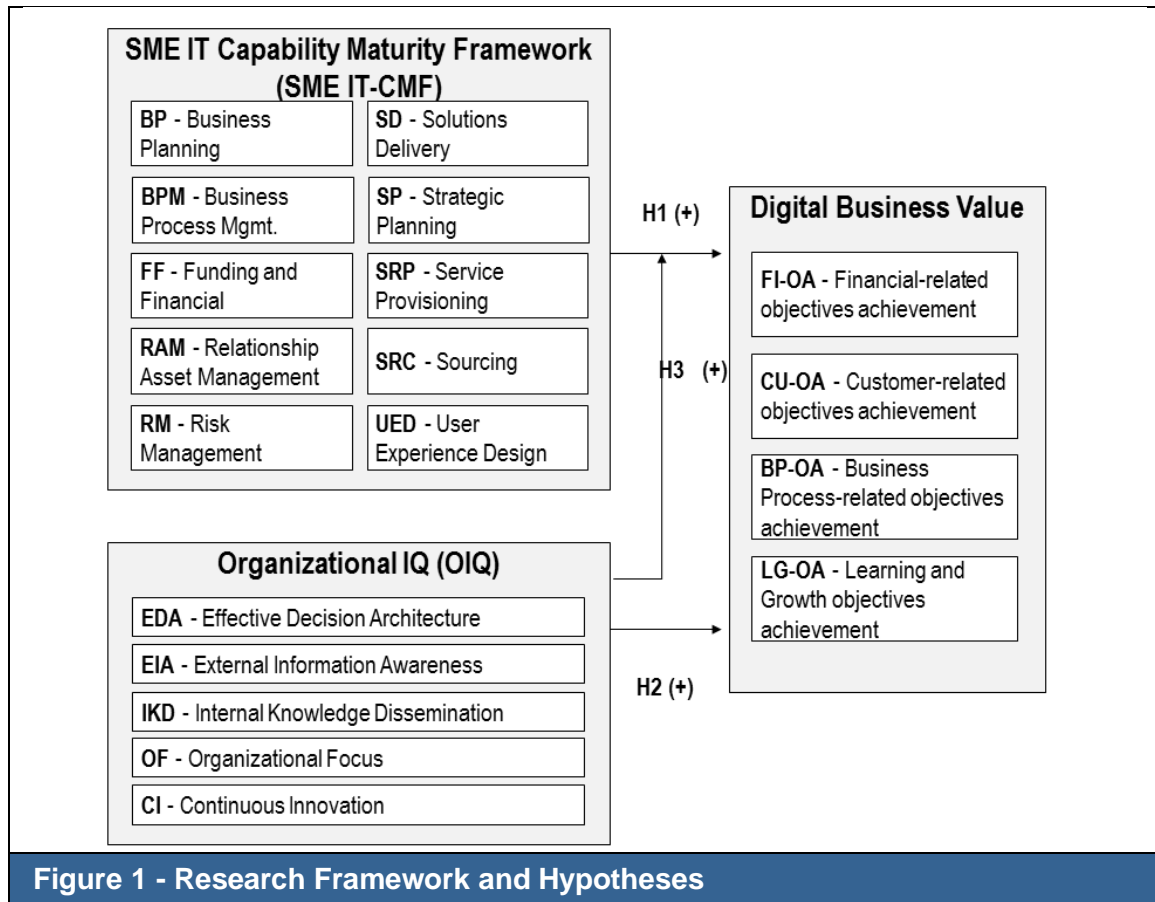 SME IT Capability Maturity Framework
(SME IT-CMF)
BP - Business
Planning
SD - Solutions
Delivery
BPM - Business
Process Mgmt.
SP - Strategic
Planning
FF - Funding and
Financial
SRP - Service
Provisioning
RAM - Relationship
Asset Management
SRC - Sourcing
RM - Risk
Management
UED - User
Experience Design
Organizational IQ (OIQ)
EDA - Effective Decision Architecture
EIA - External Information Awareness
IKD - Internal Knowledge Dissemination
OF - Organizational Focus
CI - Continuous Innovation
H1 (+)
H3 (+)
H2 (+)
Digital Business Value
FI-OA - Financial-related
objectives achievement
CU-OA - Customer-related
objectives achievement
BP-OA - Business
Process-related objectives
achievement
LG-OA - Learning and
Growth objectives
achievement
Figure 1 - Research Framework and Hypotheses